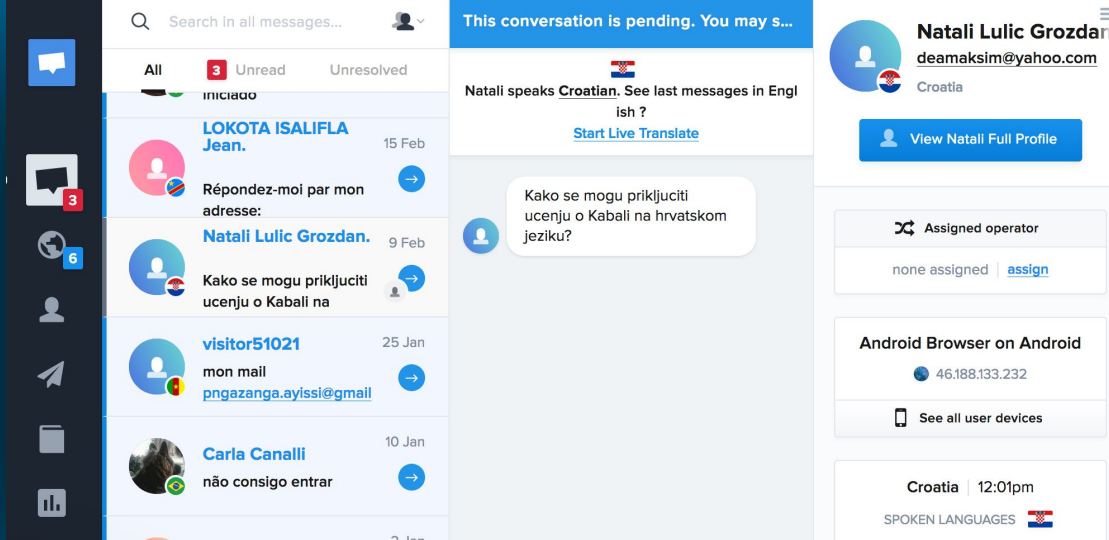 Search in all messages...
All
3 Unread
Unresolved
Iniciado
LOKOTA ISALIFLA
Jean.
15 Feb
Répondez-moi par mon
adresse:
Natali Lulic Grozdan.
9 Feb
Kako se mogu prikljuciti
ucenju o Kabali na
visitor51021
25 Jan
mon mail
pngazanga.ayissi@gmail
Carla Canalli
10 Jan
não consigo entrar
3
6
This conversation is pending. You may s...
Natali speaks Croatian. See last messages in Engl
ish ?
Start Live Translate
Kako se mogu prikljuciti
ucenju o Kabali na hrvatskom
jeziku?
Natali Lulic Grozdan
deamaksim@yahoo.com
Croatia
View Natali Full Profile
Assigned operator
none assigned | assign
Android Browser on Android
46.188.133.232
See all user devices
Croatia | 12:01pm
SPOKEN LANGUAGES